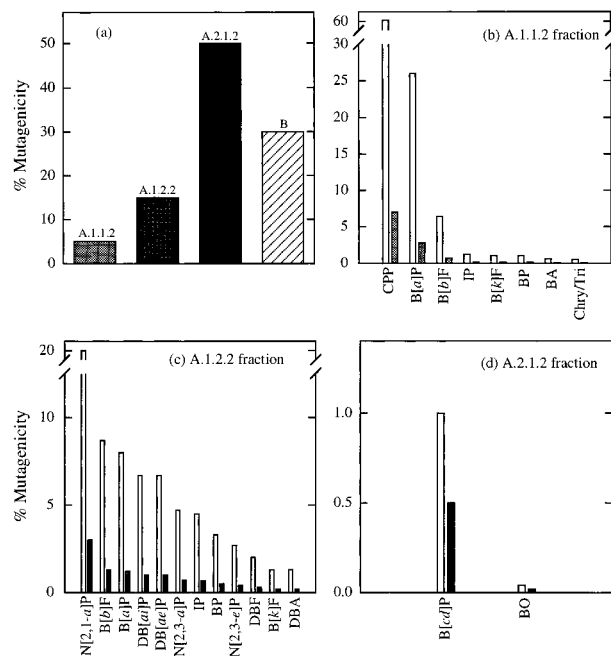 (a)
% Mutagenicity
50
40
30
20
10
0
A.1.1.2
A.1.2.2
A.2.1.2
B
(b) A.1.1.2 fraction
60
30
25
20
15
10
5
0
CPP
B[a]P
B[b]F
IP
B[k]F
BP
BA
Chry/Tri
(c) A.1.2.2 fraction
% Mutagenicity
20
10
5
0
N[2,1-a]P
B[b]F
B[a]P
DB[ai]P
DB[ae]P
N[2,3-a]P
IP
BP
N[2,3-e]P
DBF
B[k]F
DBA
(d) A.2.1.2 fraction
1.0
0.5
0.0
B[cd]P
BO